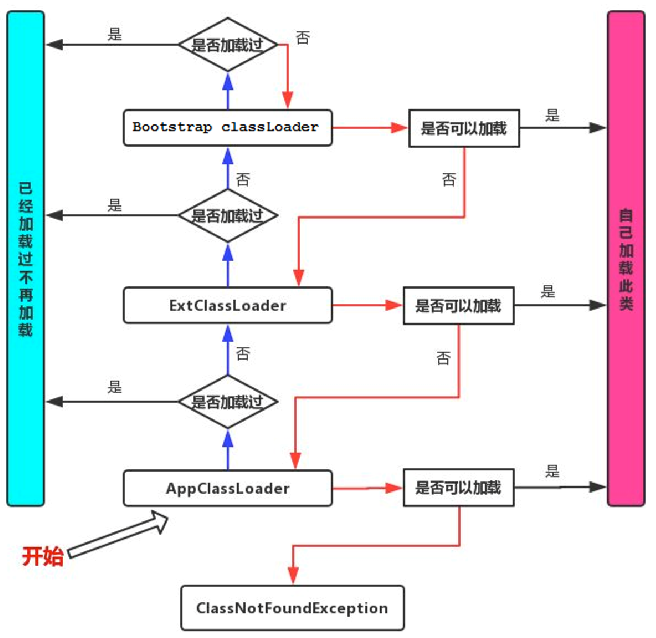 是
是否加载过
否
Bootstrap classLoader
是否可以加载
是
否
否
是
是否加载过
已经加载过不再加载
自己加载此类
ExtClassLoader
是否可以加载
是
否
否
是
是否加载过
AppClassLoader
是否可以加载
是
开始
ClassNotFoundException